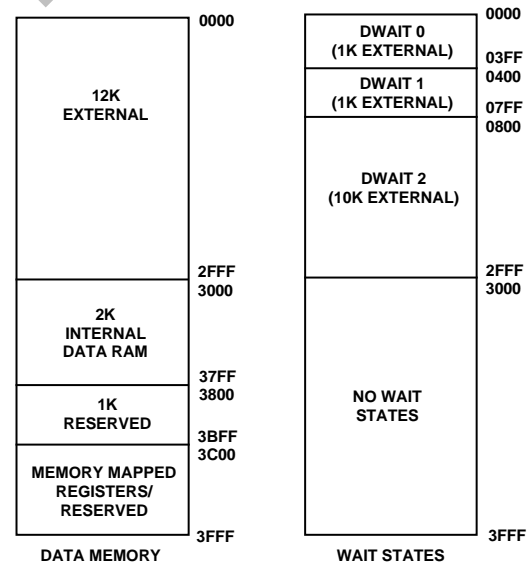 0000
12K
EXTERNAL
2FFF
3000
2K
INTERNAL
DATA RAM
37FF
3800
1K
RESERVED
3BFF
3C00
MEMORY MAPPED
REGISTERS/
RESERVED
3FFF
DATA MEMORY
0000
DWAIT 0
(1K EXTERNAL)
03FF
0400
DWAIT 1
(1K EXTERNAL)
07FF
0800
DWAIT 2
(10K EXTERNAL)
2FFF
3000
NO WAIT
STATES
3FFF
WAIT STATES